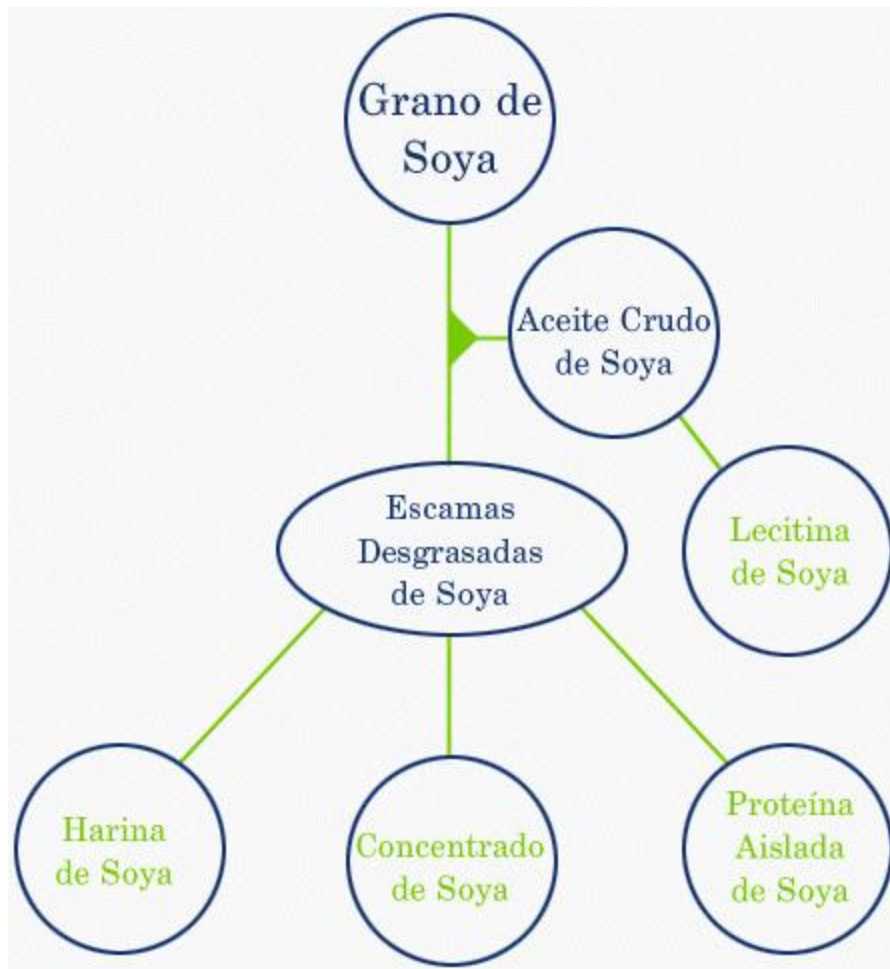 Grano de
Soya
Aceite Crudo
de Soya
Escamas
Desgrasadas
de Soya
Lecitina
de Soya
Harina
de Soya
Concentrado
de Soya
Proteína
Aislada
de Soya